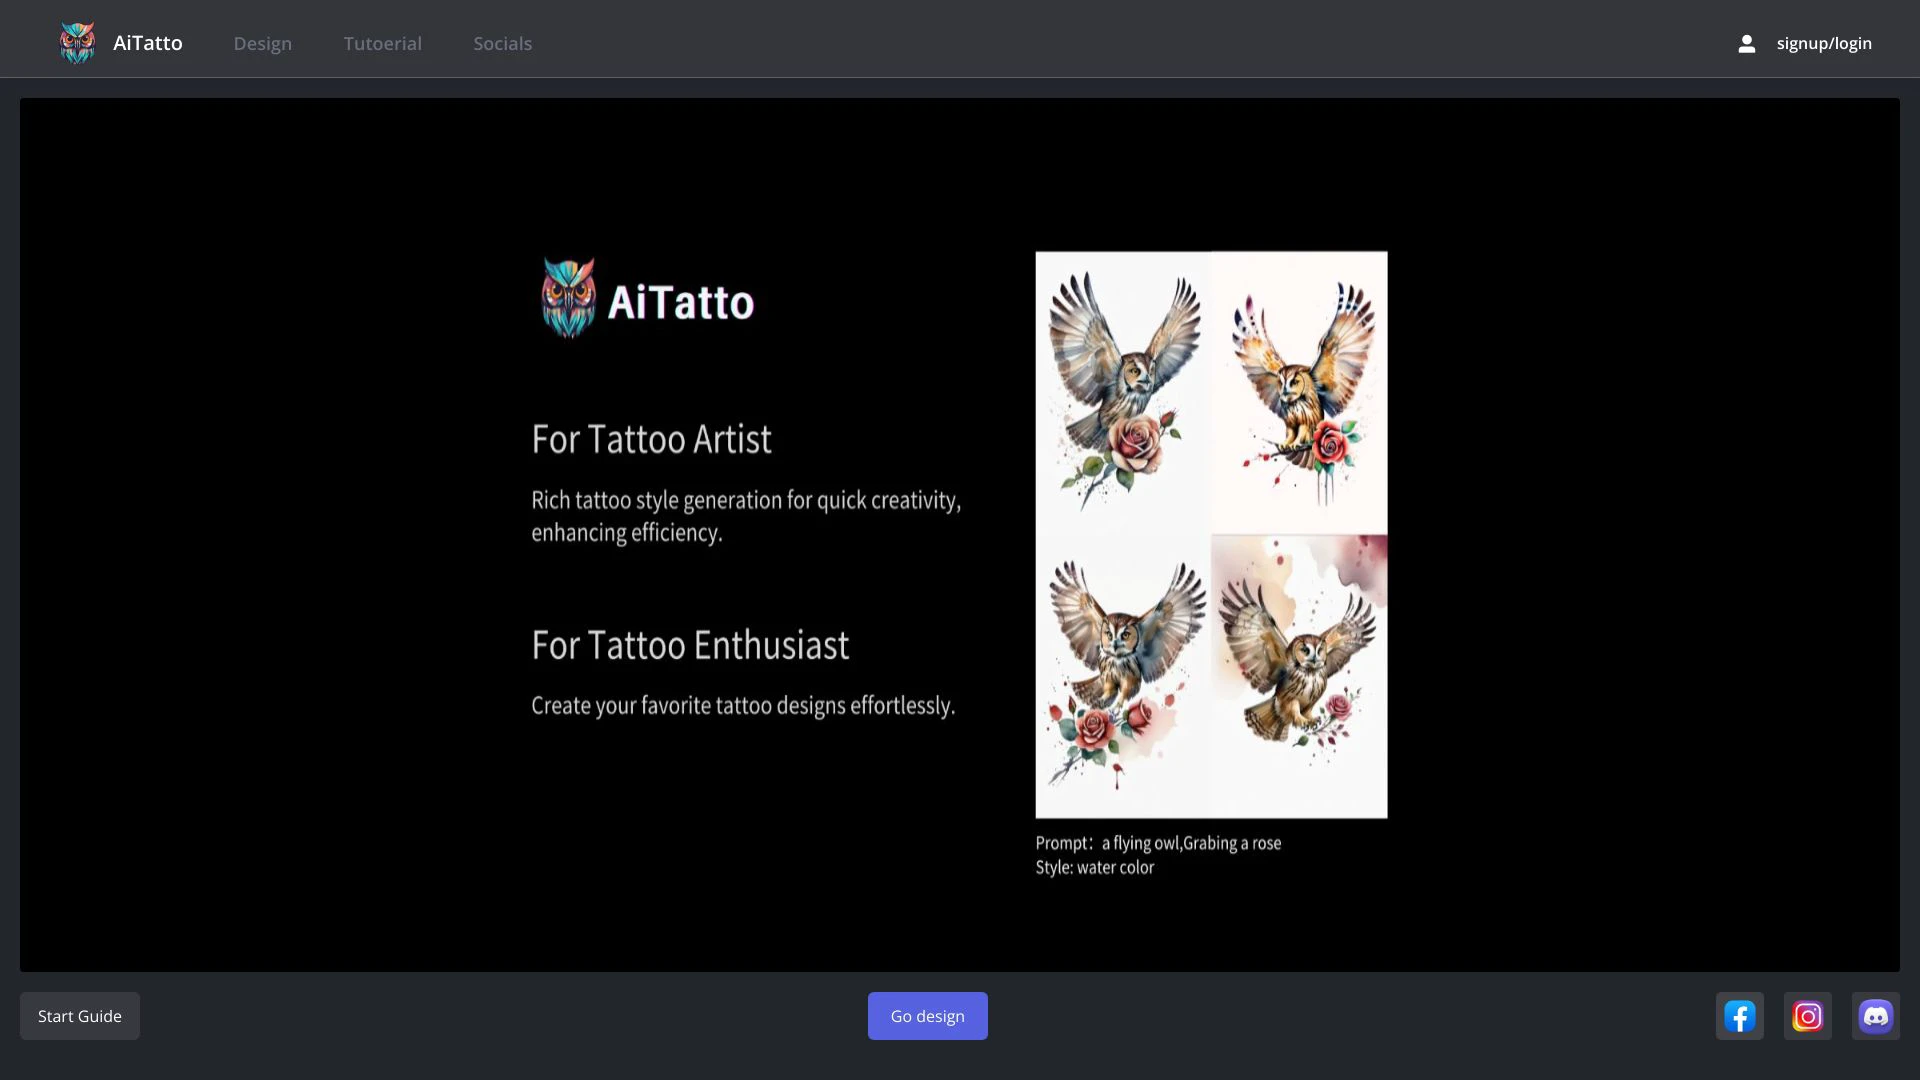 AiTatto
Design
Tutoerial
Socials
signup/login
AiTatto
For Tattoo Artist
Rich tattoo style generation for quick creativity,
enhancing efficiency.
For Tattoo Enthusiast
Create your favorite tattoo designs effortlessly.
Prompt: a flying owl,Grabing a rose
Style: water color
Start Guide
Go design